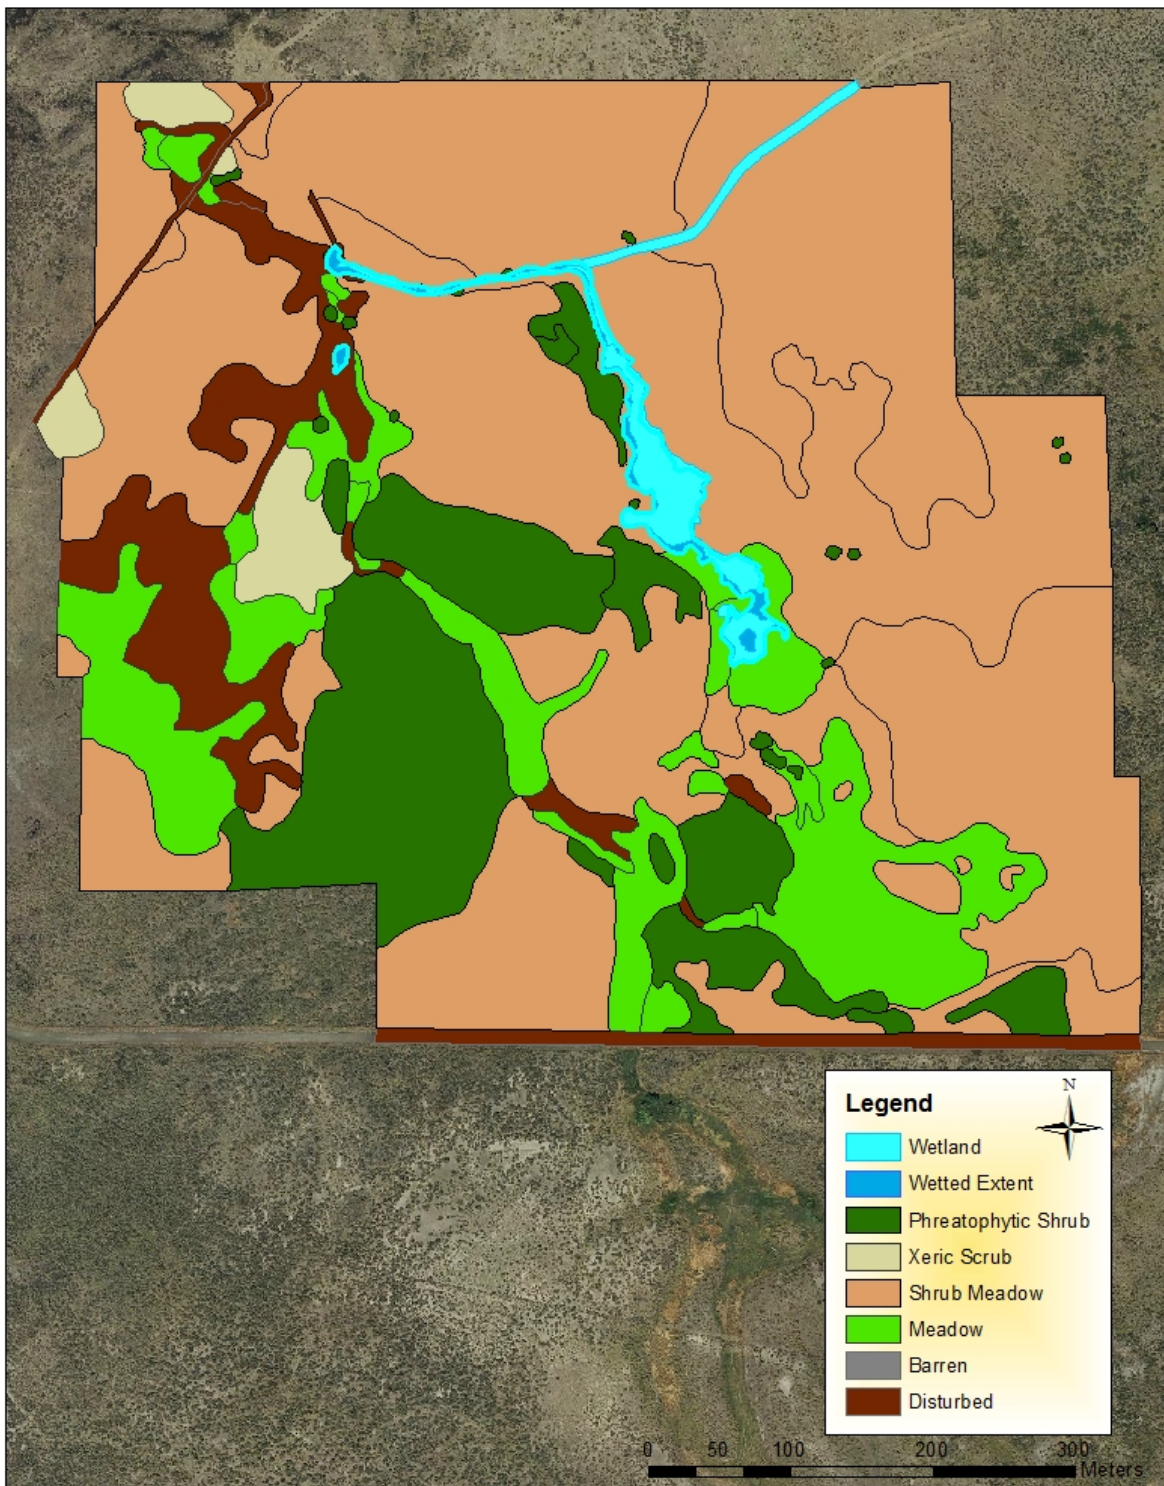 Legend
N
Wetland
Wetted Extent
Phreatophytic Shrub
Xeric Scrub
Shrub Meadow
Meadow
Barren
Disturbed
0 50 100 200 300
Meters